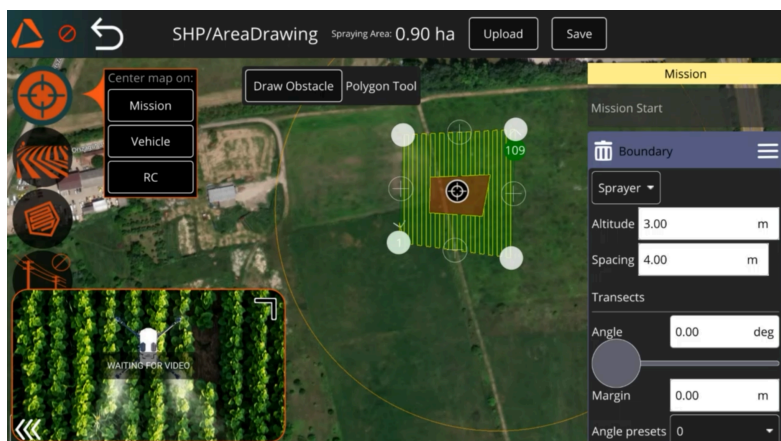 SHP/AreaDrawing Spraying Area: 0.90 ha Upload Save
Center map on:
Mission
Vehicle
RC
Draw Obstacle Polygon Tool
109
1
WAITING FOR VIDEO
Mission
Mission Start
Boundary
Sprayer
Altitude 3.00 m
Spacing 4.00 m
Transects
Angle 0.00 deg
Margin 0.00 m
Angle presets 0